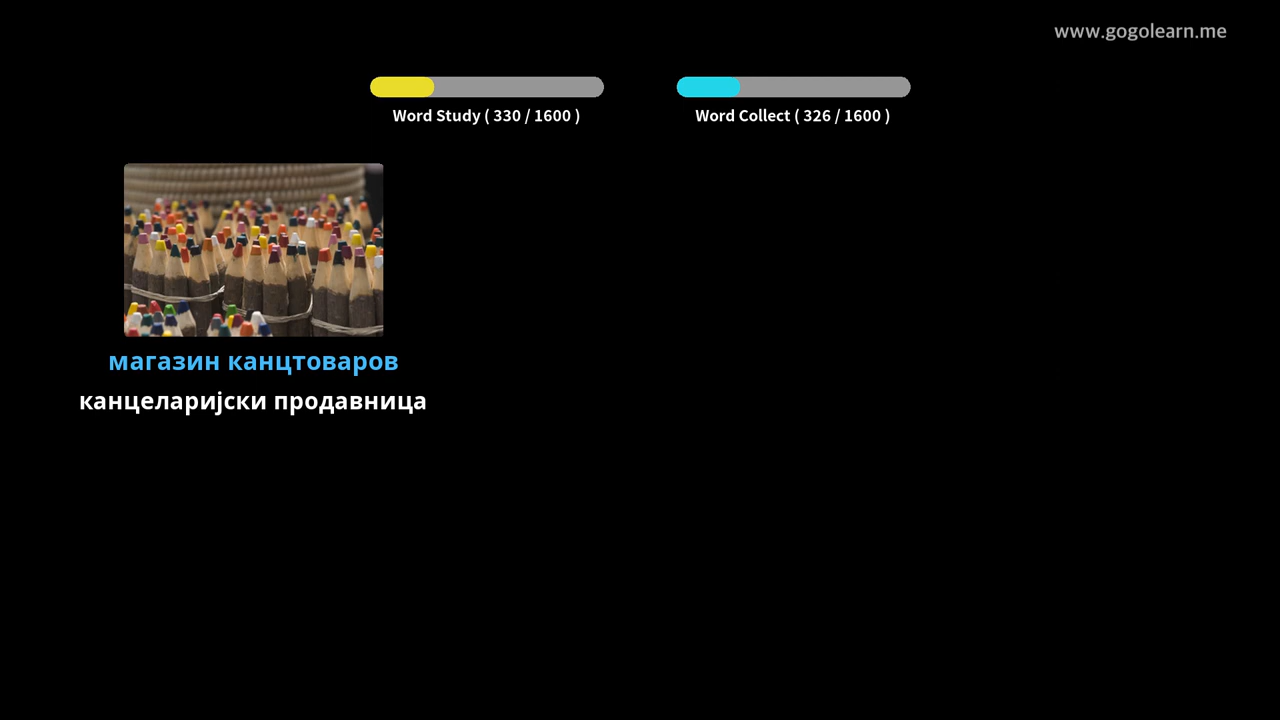 www.gogolearn.me
Word Study ( 330 / 1600 )
Word Collect ( 326 / 1600 )
магазин канцтоваров
канцеларијски продавница